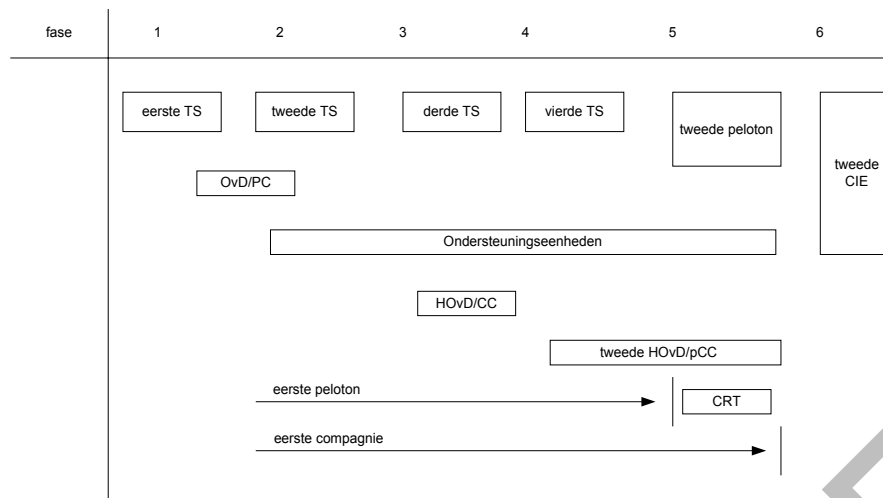 fase 1 2 3 4 5 6
eerste TS tweede TS derde TS vierde TS
tweede peloton
tweede
CIE
OvD/PC
Ondersteuningseenheden
HOvD/CC
tweede HOvD/pCC
eerste peloton
CRT
eerste compagnie